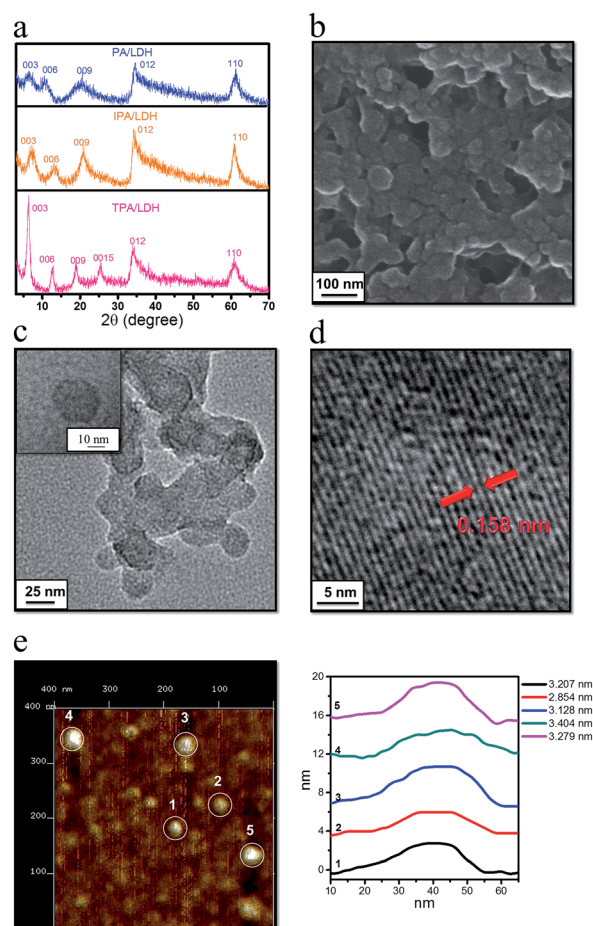 a
PA/LDH
003
006
009
012
110
IPA/LDH
003
006
009
012
110
TPA/LDH
003
006
009
0015
012
110
10 20 30 40 50 60 70
2θ (degree)
b
100 nm
c
10 nm
25 nm
d
0.158 nm
5 nm
e
400 nm 300 200 100
400 nm
300
200
100
4
3
2
1
5
20
16
12
8
4
0
nm
5
4
3
2
1
10 20 30 40 50 60
nm
3.207 nm
2.854 nm
3.128 nm
3.404 nm
3.279 nm